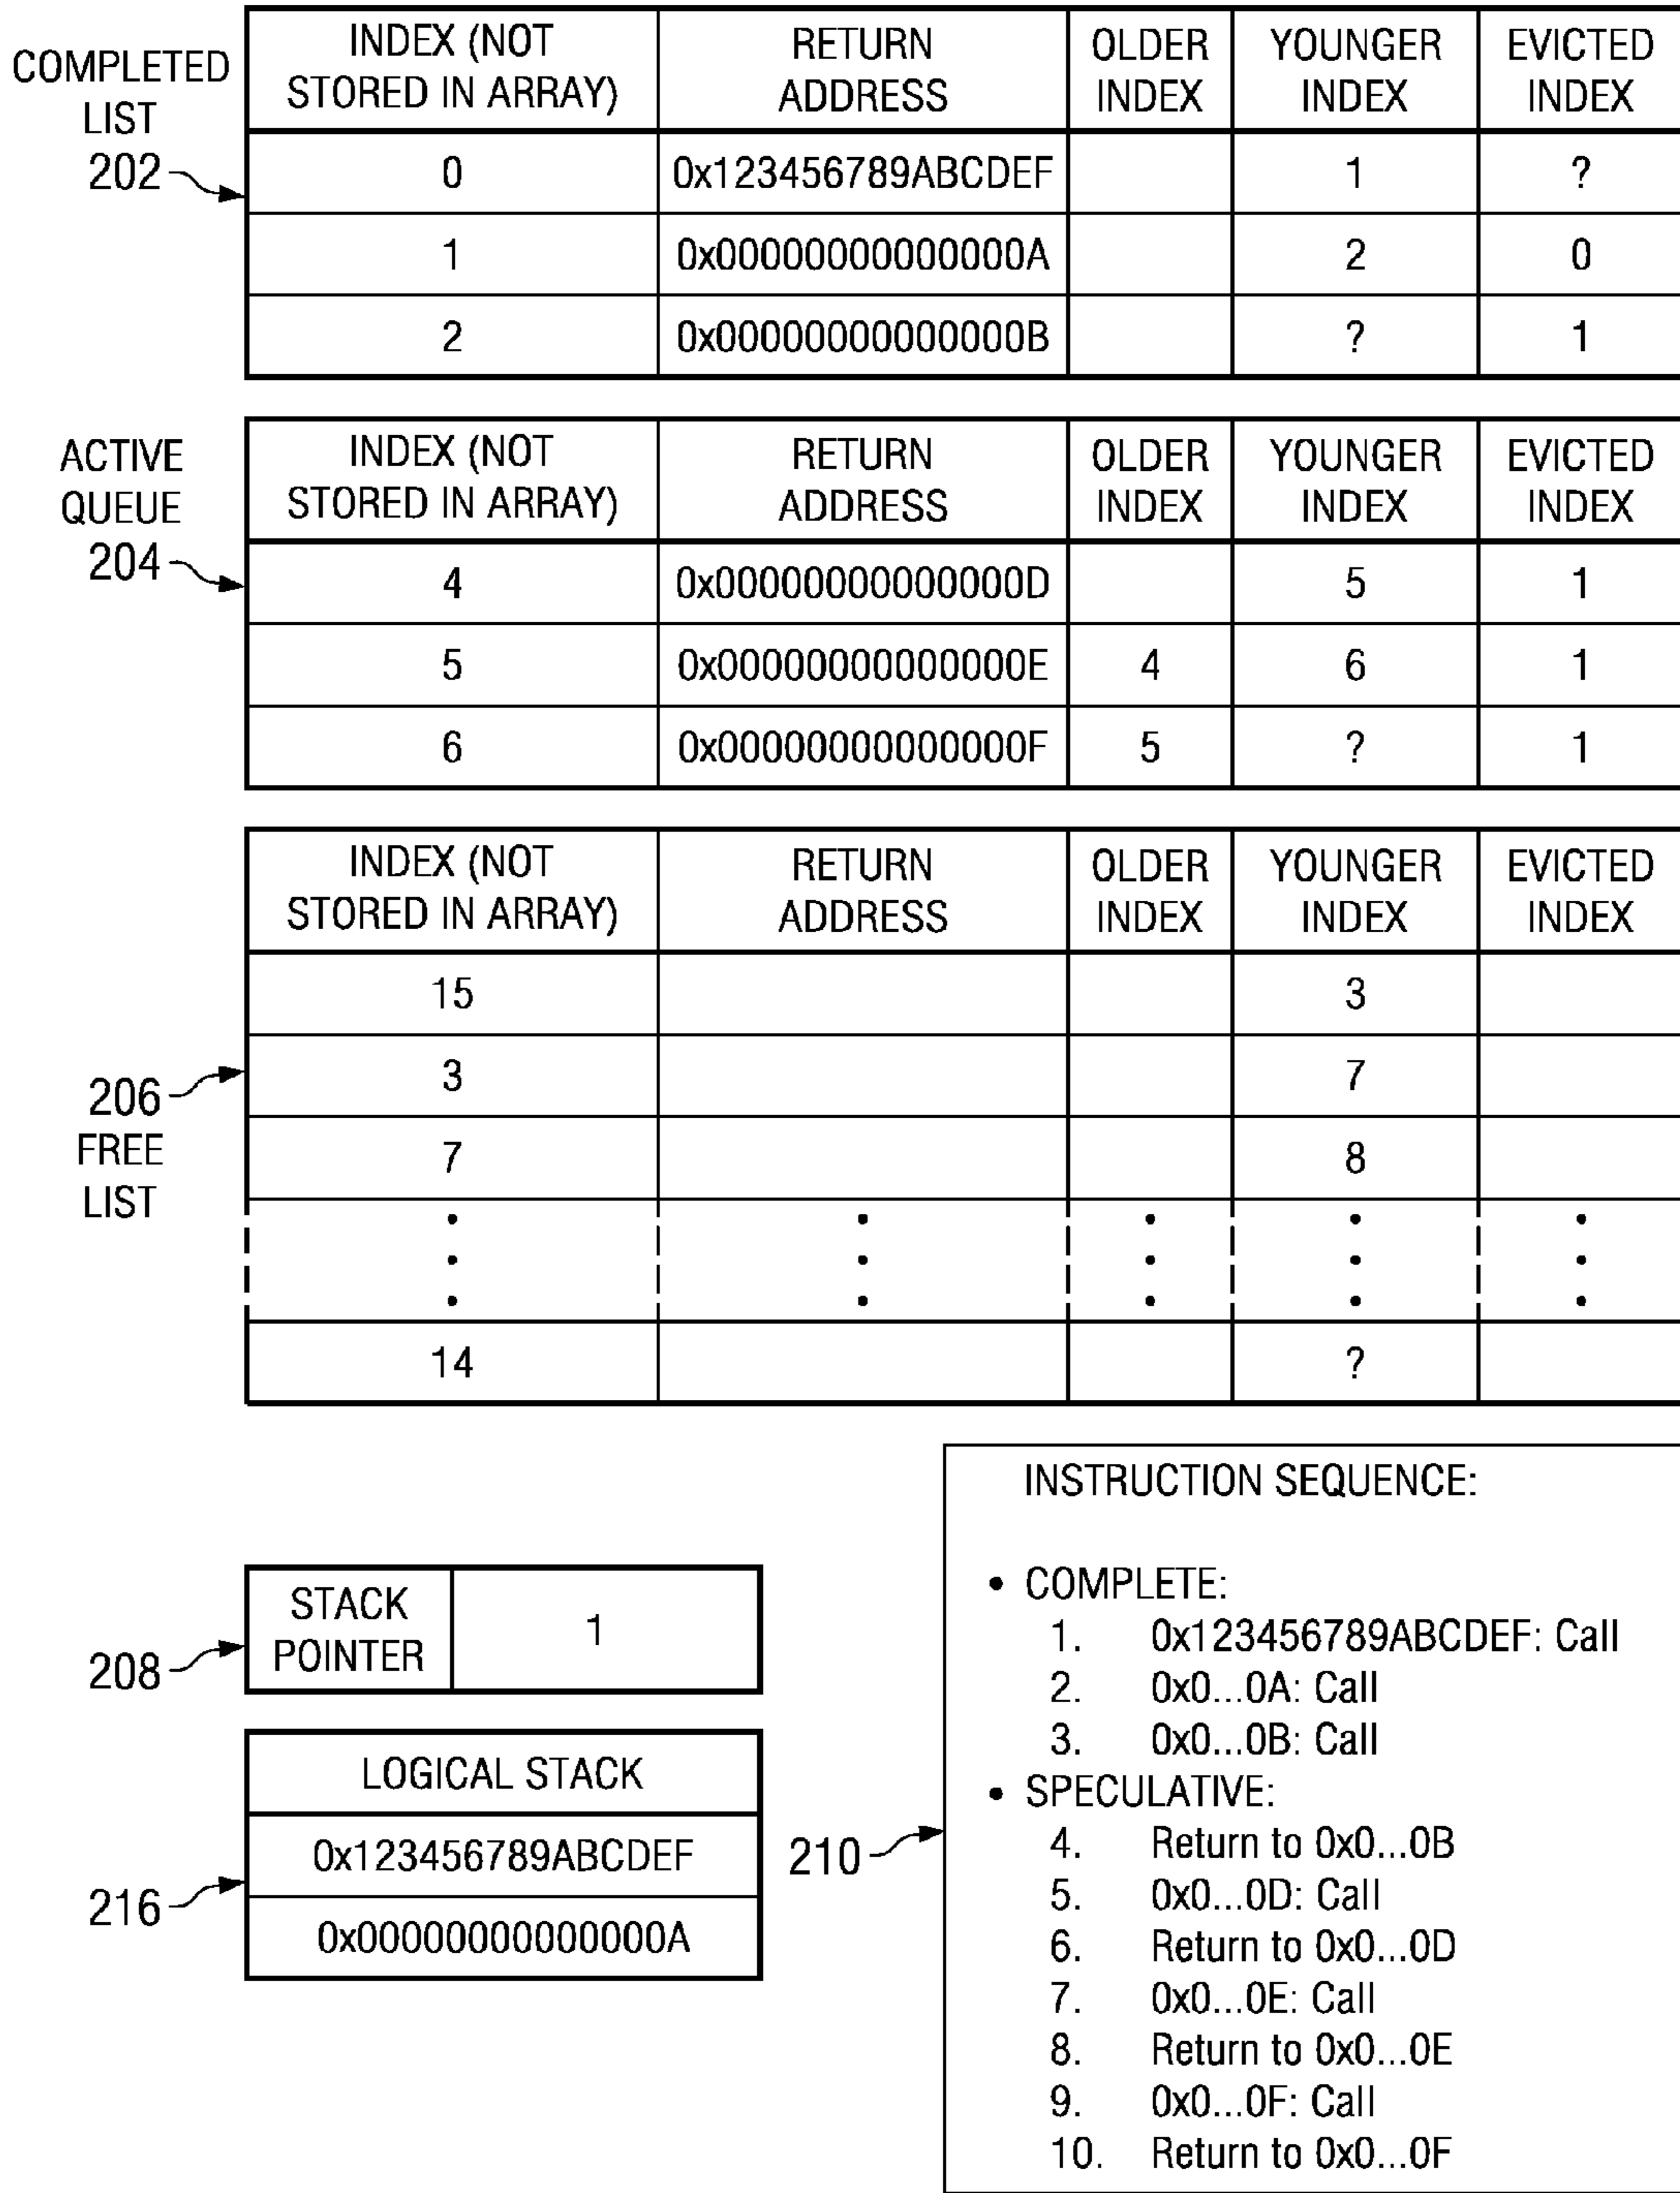 COMPLETED
LIST
202
INDEX (NOT STORED IN ARRAY) RETURN ADDRESS OLDER INDEX YOUNGER INDEX EVICTED INDEX
0 0x123456789ABCDEF 1 ?
1 0x00000000000000A 2 0
2 0x00000000000000B ? 1
ACTIVE
QUEUE
204
INDEX (NOT STORED IN ARRAY) RETURN ADDRESS OLDER INDEX YOUNGER INDEX EVICTED INDEX
4 0x00000000000000D 5 1
5 0x00000000000000E 4 6 1
6 0x00000000000000F 5 ? 1
206
FREE
LIST
INDEX (NOT STORED IN ARRAY) RETURN ADDRESS OLDER INDEX YOUNGER INDEX EVICTED INDEX
15 3
3 7
7 8
14 ?
208
STACK POINTER 1
216
LOGICAL STACK
0x123456789ABCDEF
0x00000000000000A
210
INSTRUCTION SEQUENCE:
• COMPLETE:
1. 0x123456789ABCDEF: Call
2. 0x0...0A: Call
3. 0x0...0B: Call
• SPECULATIVE:
4. Return to 0x0...0B
5. 0x0...0D: Call
6. Return to 0x0...0D
7. 0x0...0E: Call
8. Return to 0x0...0E
9. 0x0...0F: Call
10. Return to 0x0...0F